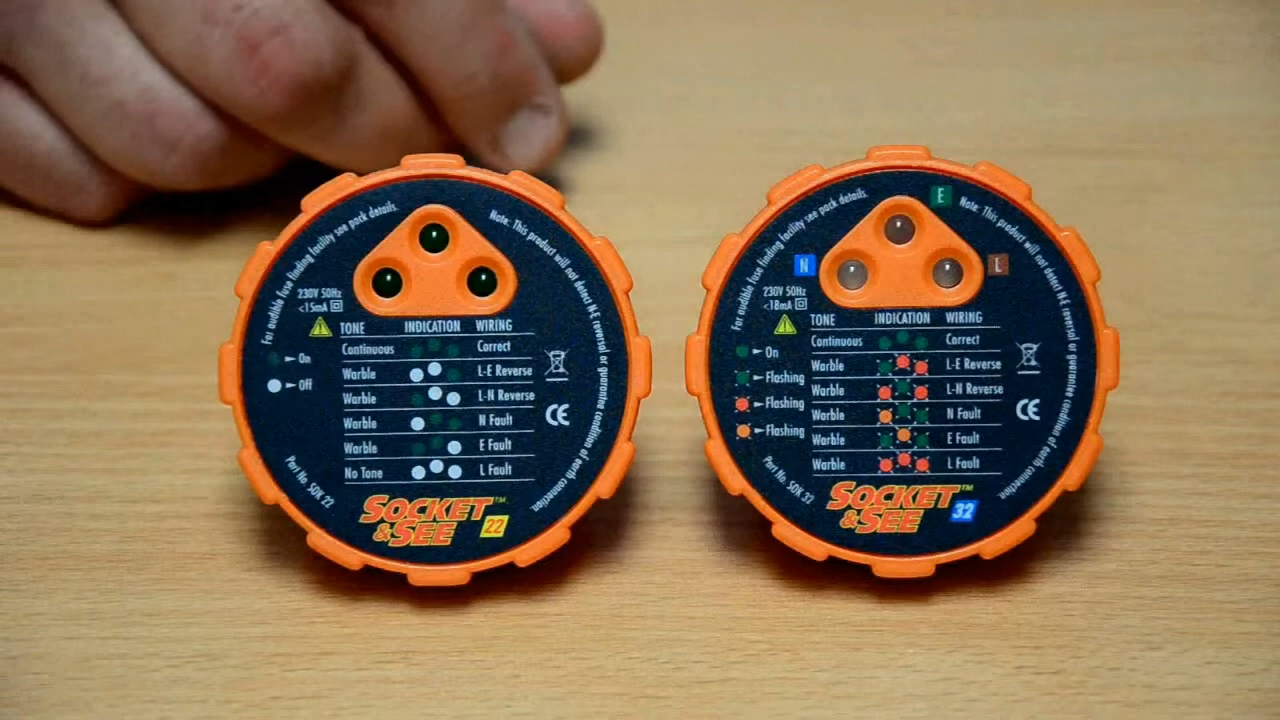 For audible fuse finding facility see pack details.
Note: This product will not detect N-E reversal or guarantee condition of earth connection.
230V 50Hz
<15mA
TONE INDICATION WIRING
Continuous Correct
Warble L-E Reverse
Warble L-N Reverse
Warble N Fault
Warble E Fault
No Tone L Fault
On
Off
CE
Part No. SOK 22
SOCKET™
& SEE 22
For audible fuse finding facility see pack details.
Note: This product will not detect N-E reversal or guarantee condition of earth connection.
E
N
L
230V 50Hz
<18mA
TONE INDICATION WIRING
Continuous Correct
Warble L-E Reverse
Warble L-N Reverse
Warble N Fault
Warble E Fault
Warble L Fault
On
Flashing
Flashing
Flashing
CE
Part No. SOK 32
SOCKET™
& SEE 32